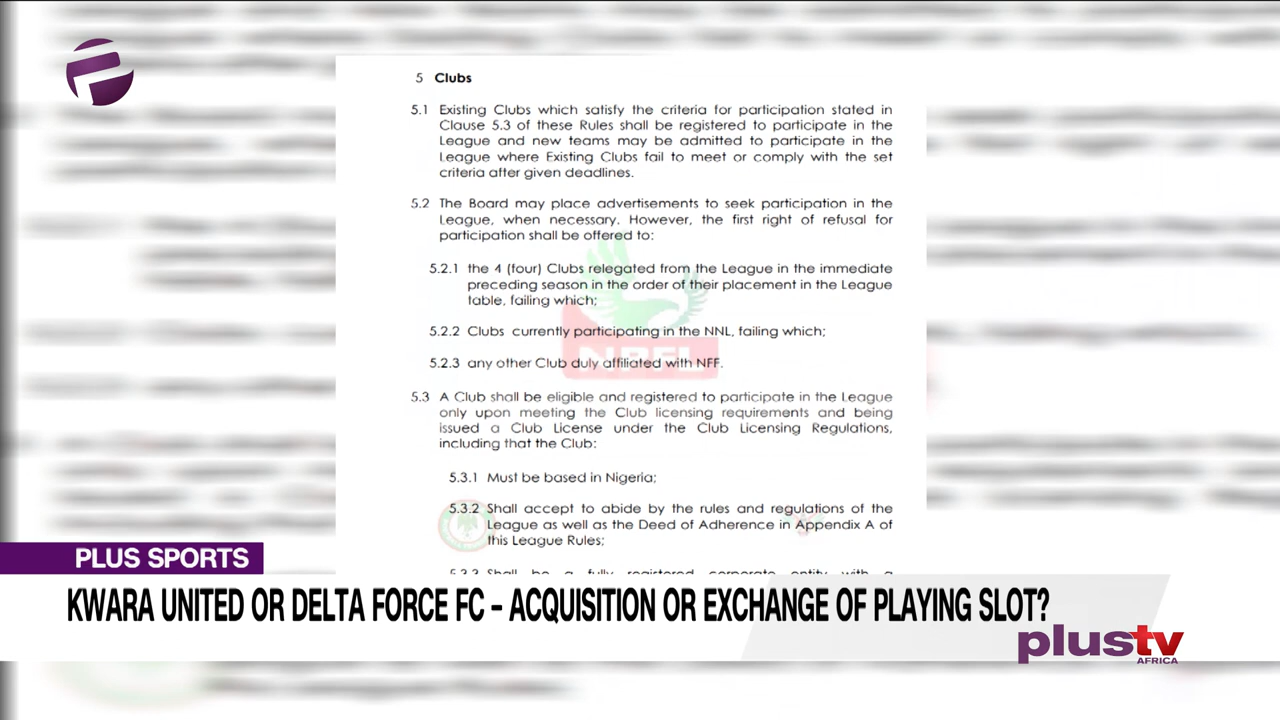 5 Clubs
5.1 Existing Clubs which satisfy the criteria for participation stated in
Clause 5.3 of these Rules shall be registered to participate in the
League and new teams may be admitted to participate in the
League where Existing Clubs fail to meet or comply with the set
criteria after given deadlines.
5.2 The Board may place advertisements to seek participation in the
League, when necessary. However, the first right of refusal for
participation shall be offered to:
5.2.1 the 4 (four) Clubs relegated from the League in the immediate
preceding season in the order of their placement in the League
table, failing which;
5.2.2 Clubs currently participating in the NNL, failing which;
5.2.3 any other Club duly affiliated with NFF.
5.3 A Club shall be eligible and registered to participate in the League
only upon meeting the Club licensing requirements and being
issued a Club License under the Club Licensing Regulations,
including that the Club:
5.3.1 Must be based in Nigeria;
5.3.2 Shall accept to abide by the rules and regulations of the
League as well as the Deed of Adherence in Appendix A of
this League Rules;
5.3.3 Shall be a fully registered corporate entity with a
PLUS SPORTS
KWARA UNITED OR DELTA FORCE FC – ACQUISITION OR EXCHANGE OF PLAYING SLOT?
plustv
AFRICA